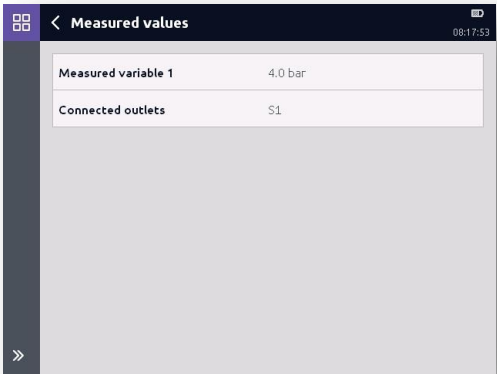 Measured values
08:17:53
Measured variable 1 4.0 bar
Connected outlets S1